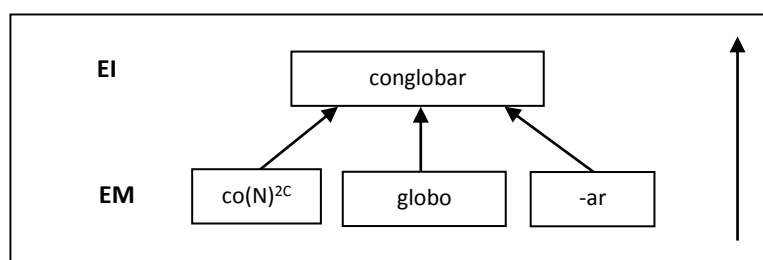 EI
conglobar
EM
co(N)²ᶜ
globo
-ar